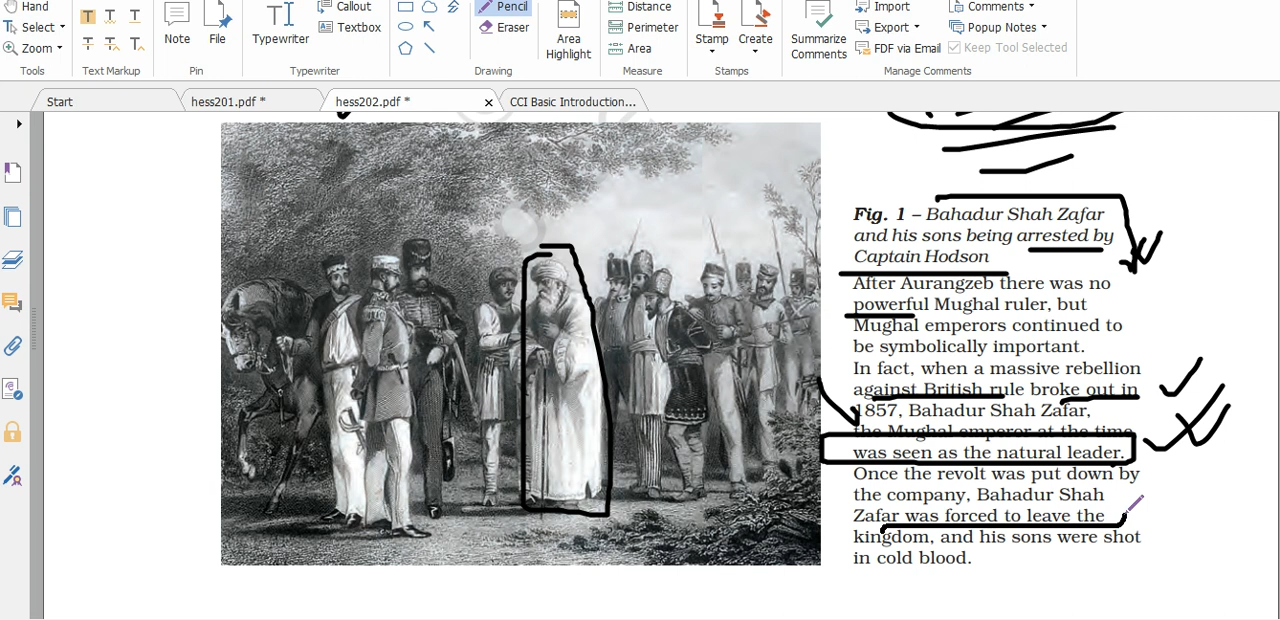 Hand
Select
Zoom
Tools
T T T
T T T
Text Markup
Note
File
Pin
Typewriter
Callout
Textbox
Typewriter
Pencil
Eraser
Area
Highlight
Drawing
Distance
Perimeter
Area
Measure
Stamp
Create
Stamps
Summarize
Comments
Import
Export
FDF via Email
Comments
Popup Notes
Keep Tool Selected
Manage Comments
Start
hess201.pdf *
hess202.pdf *
CCI Basic Introduction...
Fig. 1 – Bahadur Shah Zafar
and his sons being arrested by
Captain Hodson
After Aurangzeb there was no
powerful Mughal ruler, but
Mughal emperors continued to
be symbolically important.
In fact, when a massive rebellion
against British rule broke out in
1857, Bahadur Shah Zafar,
the Mughal emperor at the time
was seen as the natural leader.
Once the revolt was put down by
the company, Bahadur Shah
Zafar was forced to leave the
kingdom, and his sons were shot
in cold blood.